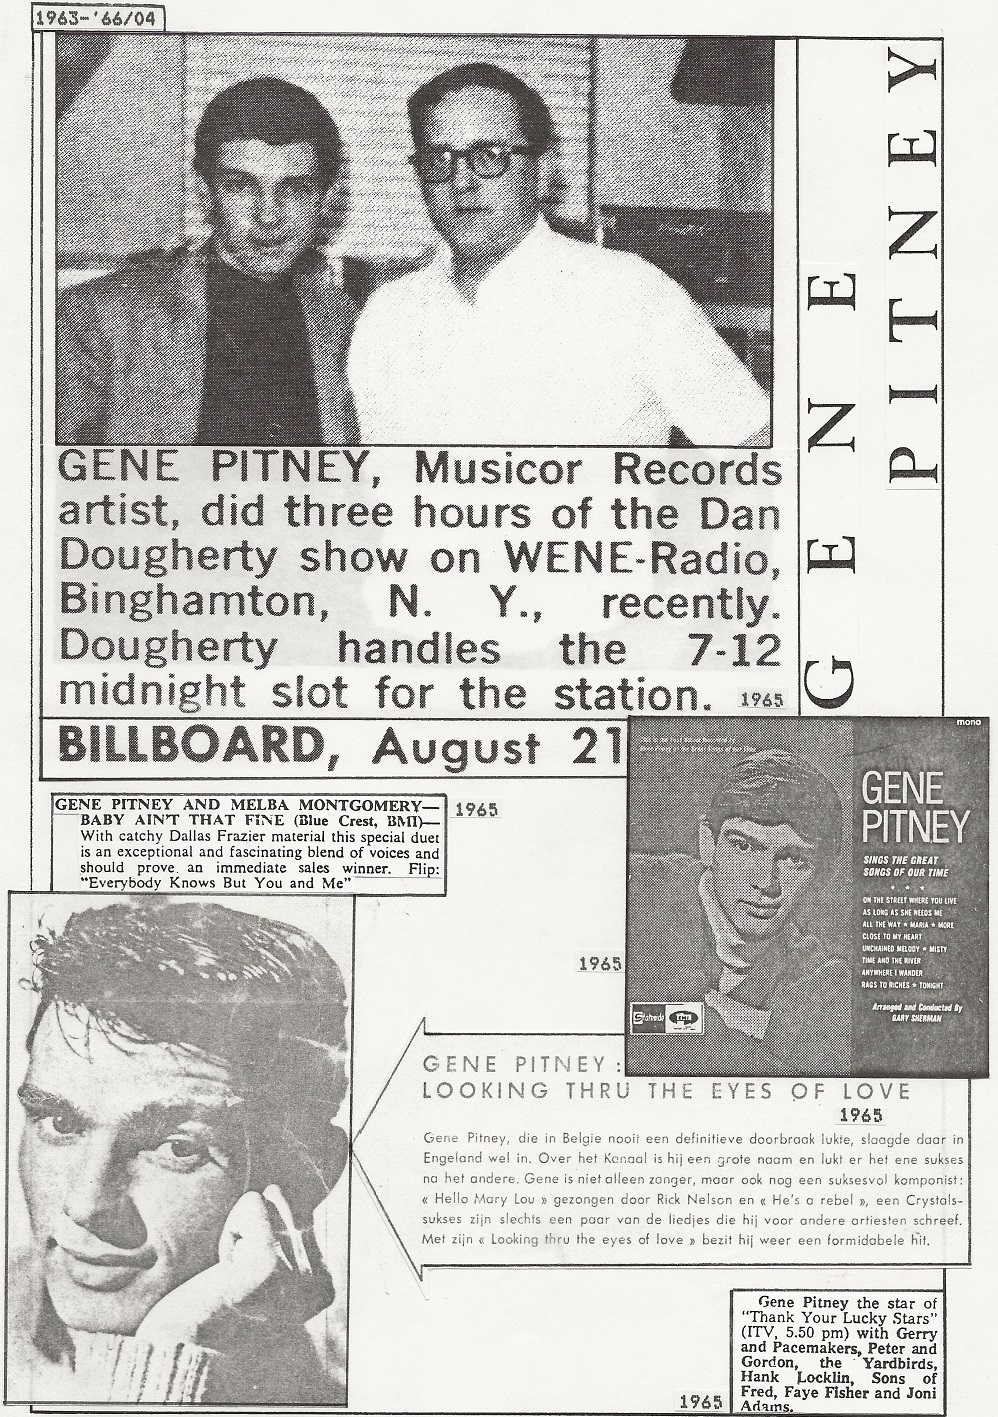 1963-'66/04
GENE
PITNEY
GENE PITNEY, Musicor Records
artist, did three hours of the Dan
Dougherty show on WENE-Radio,
Binghamton, N. Y., recently.
Dougherty handles the 7-12
midnight slot for the station.
1965
BILLBOARD, August 21
GENE PITNEY AND MELBA MONTGOMERY—
BABY AIN'T THAT FINE (Blue Crest, BMI)—
With catchy Dallas Frazier material this special duet
is an exceptional and fascinating blend of voices and
should prove an immediate sales winner. Flip:
"Everybody Knows But You and Me"
1965
mono
GENE
PITNEY
SINGS THE GREAT
SONGS OF OUR TIME
* * *
ON THE STREET WHERE YOU LIVE
AS LONG AS SHE NEEDS ME
ALL THE WAY * MARIA * MORE
CLOSE TO MY HEART
UNCHAINED MELODY * MISTY
TIME AND THE RIVER
ANYWHERE I WANDER
RAGS TO RICHES * TONIGHT
Arranged and Conducted By
GARY SHERMAN
Stateside
1965
GENE PITNEY :
LOOKING THRU THE EYES OF LOVE
1965
Gene Pitney, die in Belgie nooit een definitieve doorbraak lukte, slaagde daar in
Engeland wel in. Over het Kanaal is hij een grote naam en lukt er het ene sukses
na het andere. Gene is niet alleen zanger, maar ook nog een suksesvol komponist:
« Hello Mary Lou » gezongen door Rick Nelson en « He's a rebel », een Crystals-
sukses zijn slechts een paar van de liedjes die hij voor andere artiesten schreef.
Met zijn « Looking thru the eyes of love » bezit hij weer een formidabele hit.
Gene Pitney the star of
"Thank Your Lucky Stars"
(ITV, 5.50 pm) with Gerry
and Pacemakers, Peter and
Gordon, the Yardbirds,
Hank Locklin, Sons of
Fred, Faye Fisher and Joni
Adams.
1965